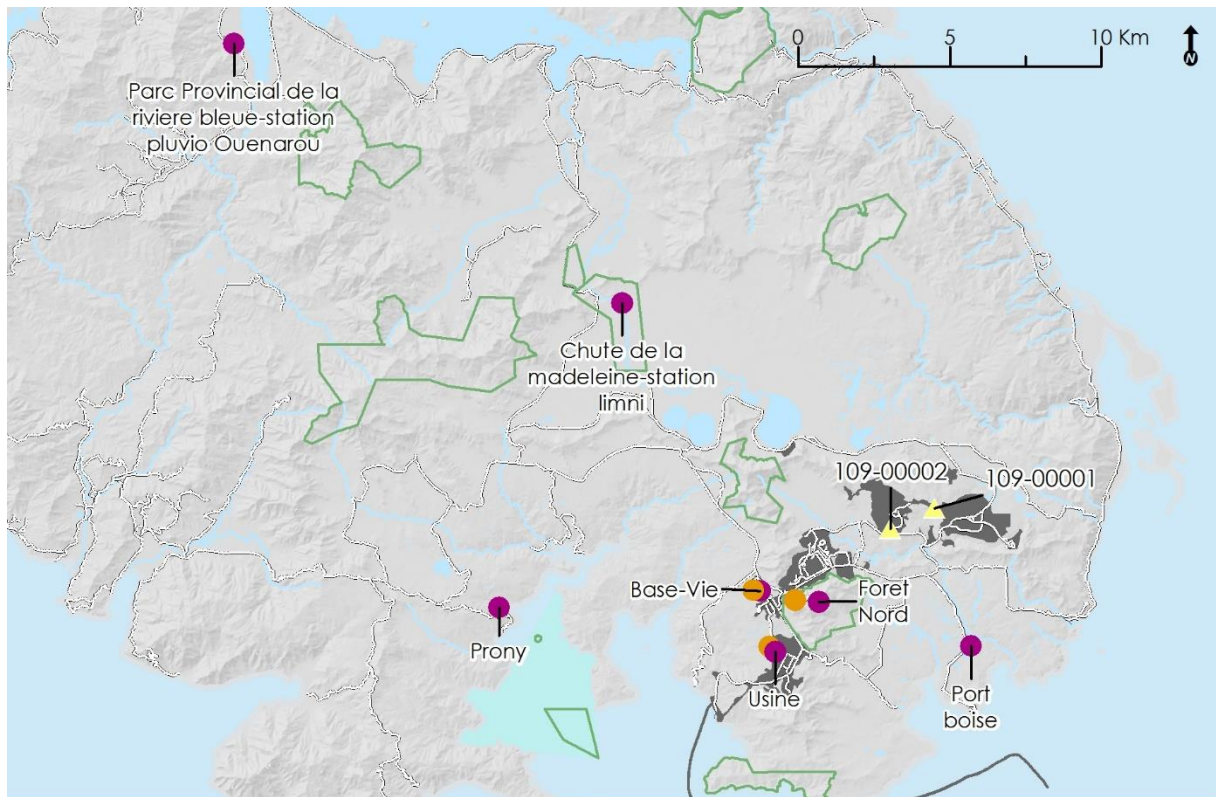 0 5 10 Km
N
Parc Provincial de la
riviere bleue-station
pluvio Ouenarou
Chute de la
madeleine-station
limni
109-00002
109-00001
Base-Vie
Foret
Nord
Prony
Usine
Port
boise